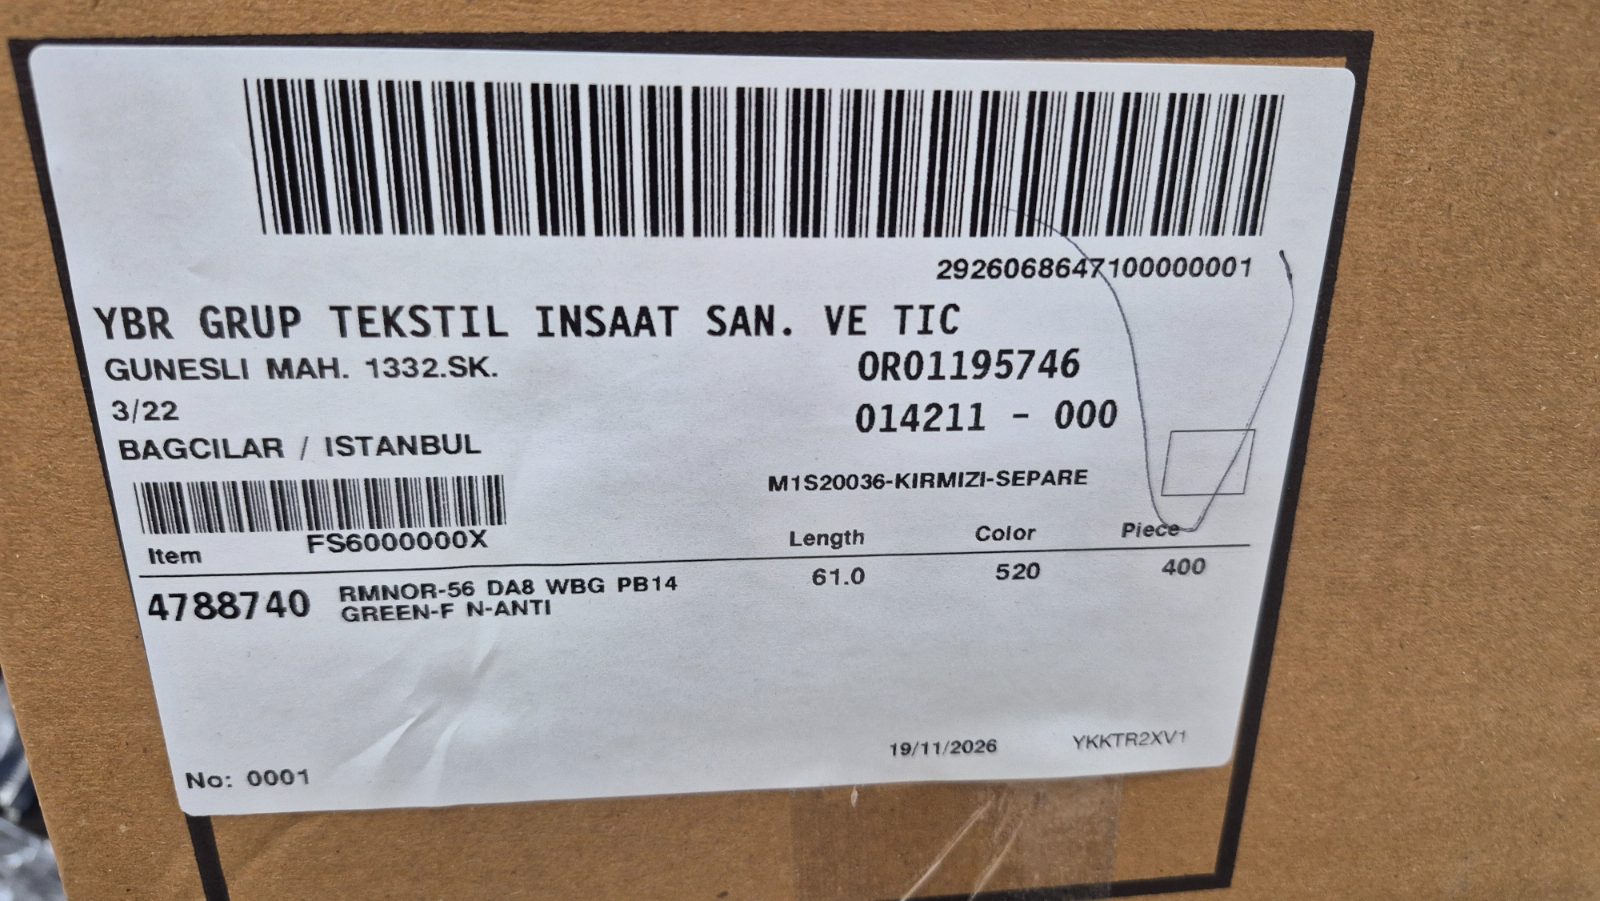 2926068647100000001
YBR GRUP TEKSTIL INSAAT SAN. VE TIC
GUNESLI MAH. 1332.SK.
OR01195746
3/22
014211 - 000
BAGCILAR / ISTANBUL
M1S20036-KIRMIZI-SEPARE
FS6000000X
Item Length Color Piece
4788740 RMNOR-56 DA8 WBG PB14 61.0 520 400
GREEN-F N-ANTI
19/11/2026 YKKTR2XV1
No: 0001